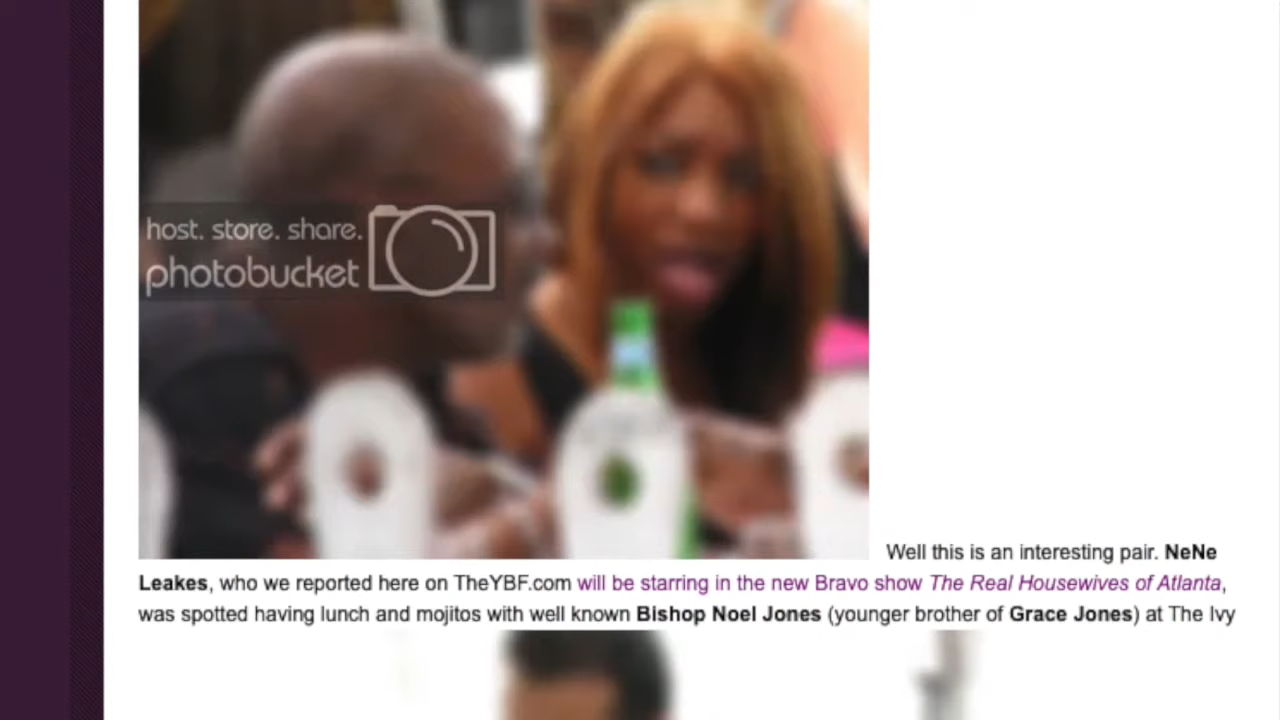 host. store. share.
photobucket
Well this is an interesting pair. NeNe
Leakes, who we reported here on TheYBF.com will be starring in the new Bravo show The Real Housewives of Atlanta,
was spotted having lunch and mojitos with well known Bishop Noel Jones (younger brother of Grace Jones) at The Ivy